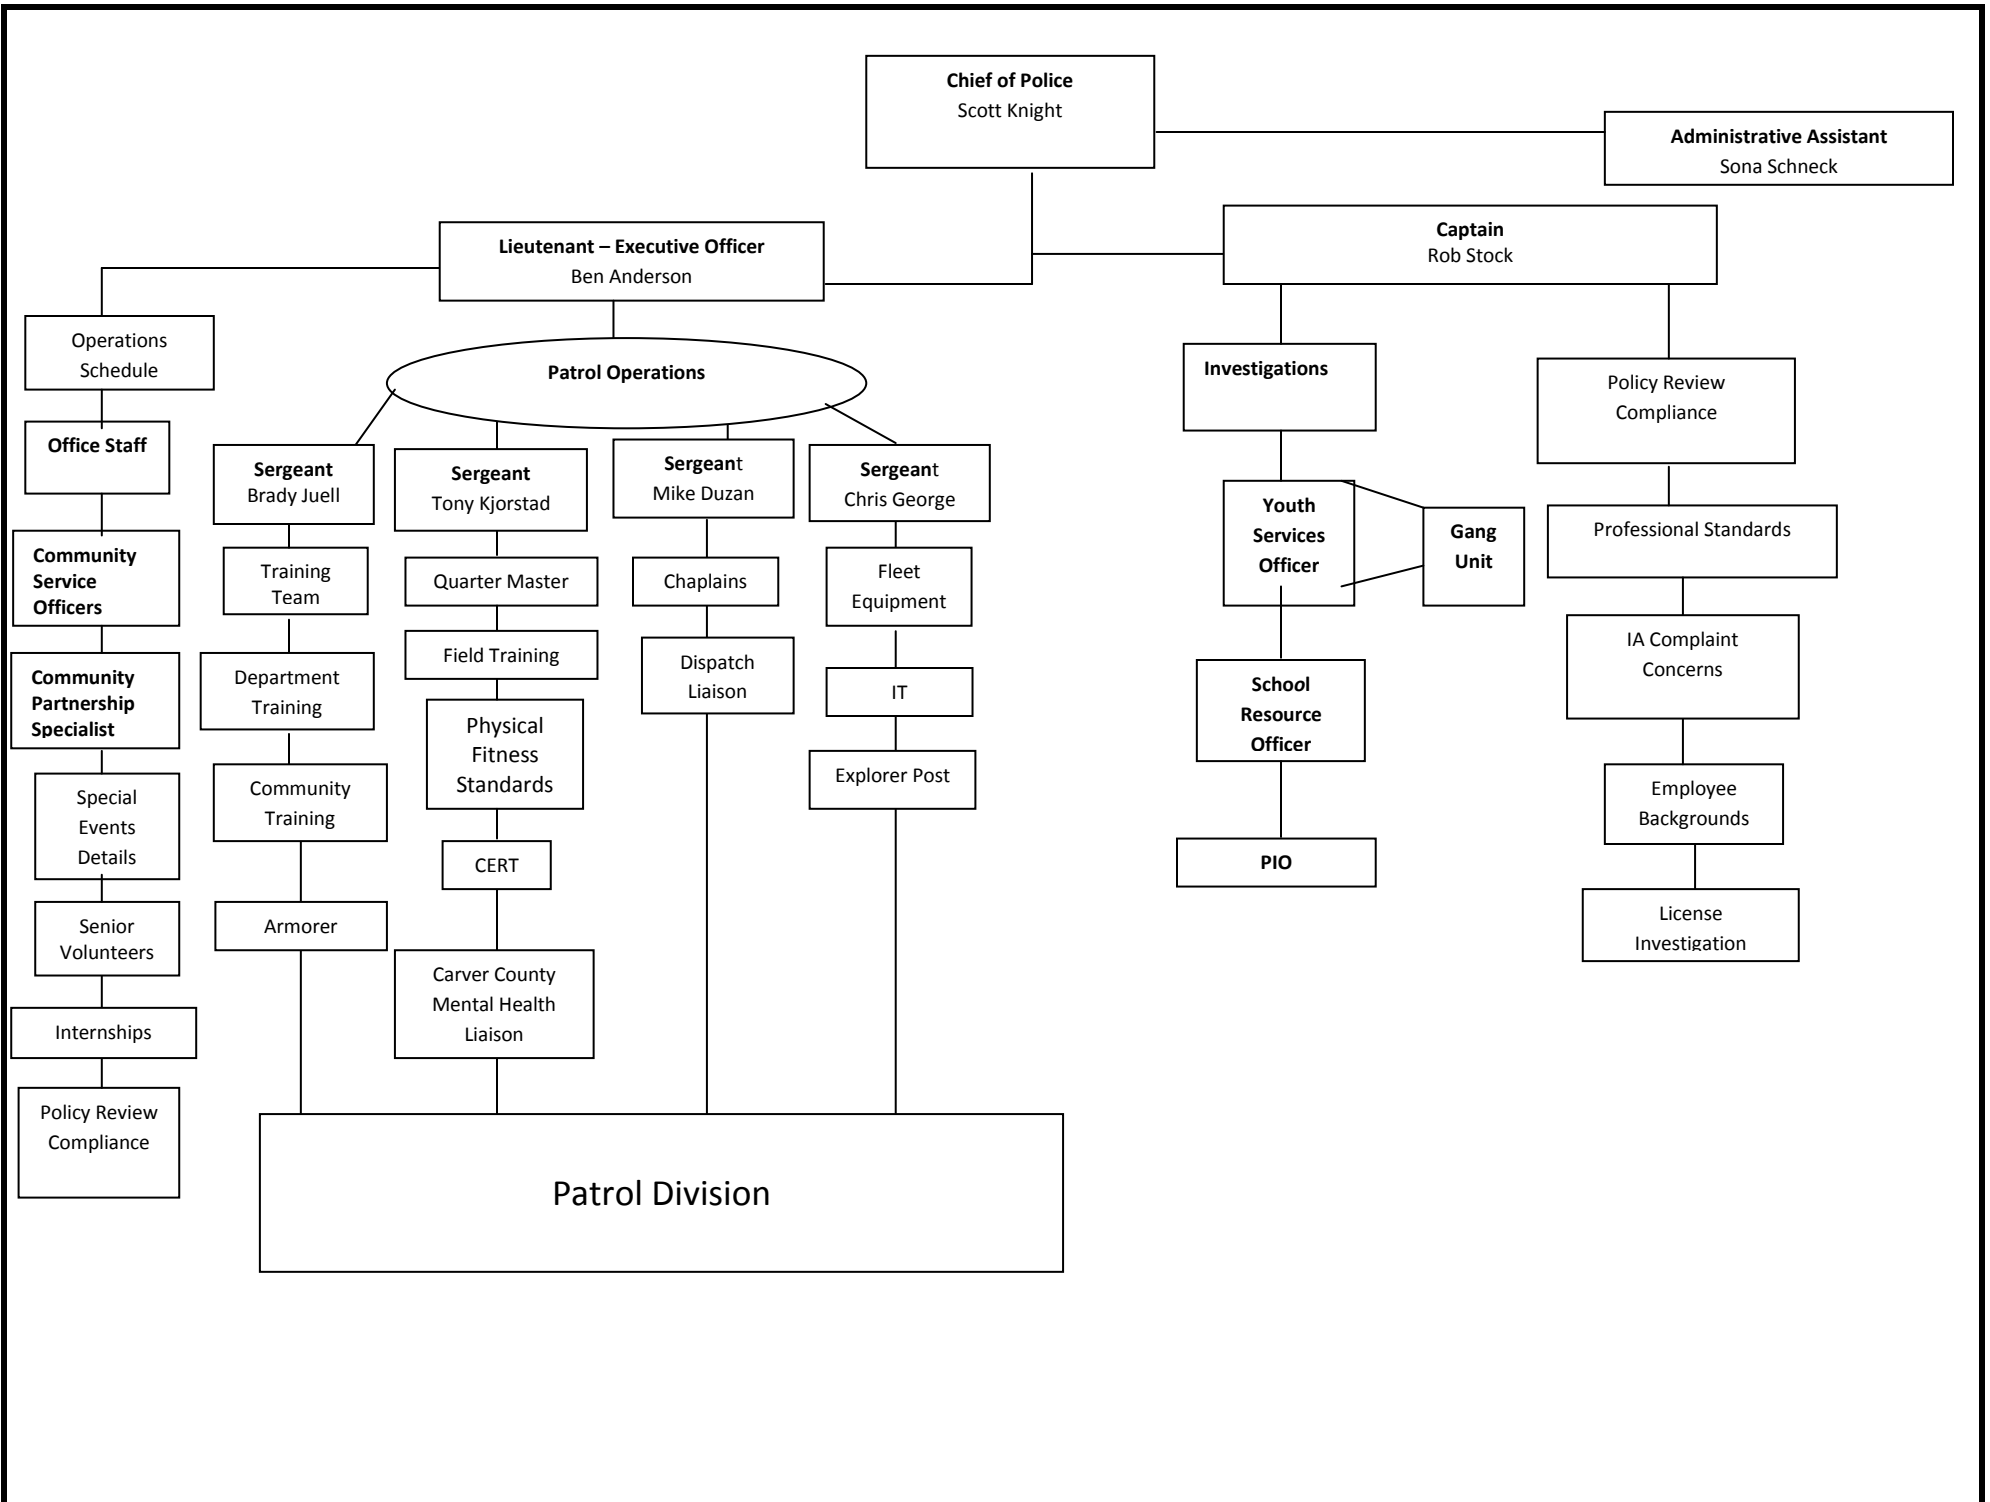 Chief of Police
Scott Knight
Administrative Assistant
Sona Schneck
Lieutenant – Executive Officer
Ben Anderson
Captain
Rob Stock
Operations
Schedule
Office Staff
Community
Service
Officers
Community
Partnership
Specialist
Special
Events
Details
Senior
Volunteers
Internships
Policy Review
Compliance
Patrol Operations
Sergeant
Brady Juell
Training
Team
Department
Training
Community
Training
Armorer
Sergeant
Tony Kjorstad
Quarter Master
Field Training
Physical
Fitness
Standards
CERT
Carver County
Mental Health
Liaison
Sergeant
Mike Duzan
Chaplains
Dispatch
Liaison
Sergeant
Chris George
Fleet
Equipment
IT
Explorer Post
Patrol Division
Investigations
Youth
Services
Officer
Gang
Unit
School
Resource
Officer
PIO
Policy Review
Compliance
Professional Standards
IA Complaint
Concerns
Employee
Backgrounds
License
Investigation